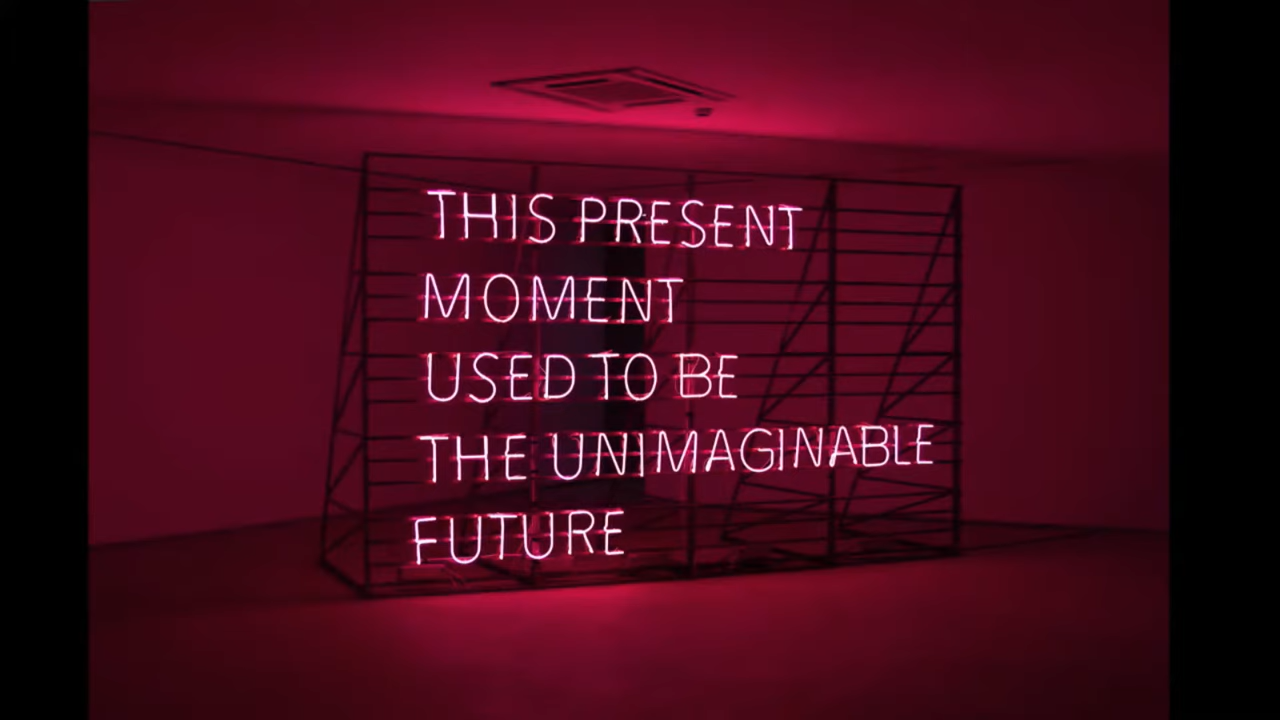 THIS PRESENT
MOMENT
USED TO BE
THE UNIMAGINABLE
FUTURE